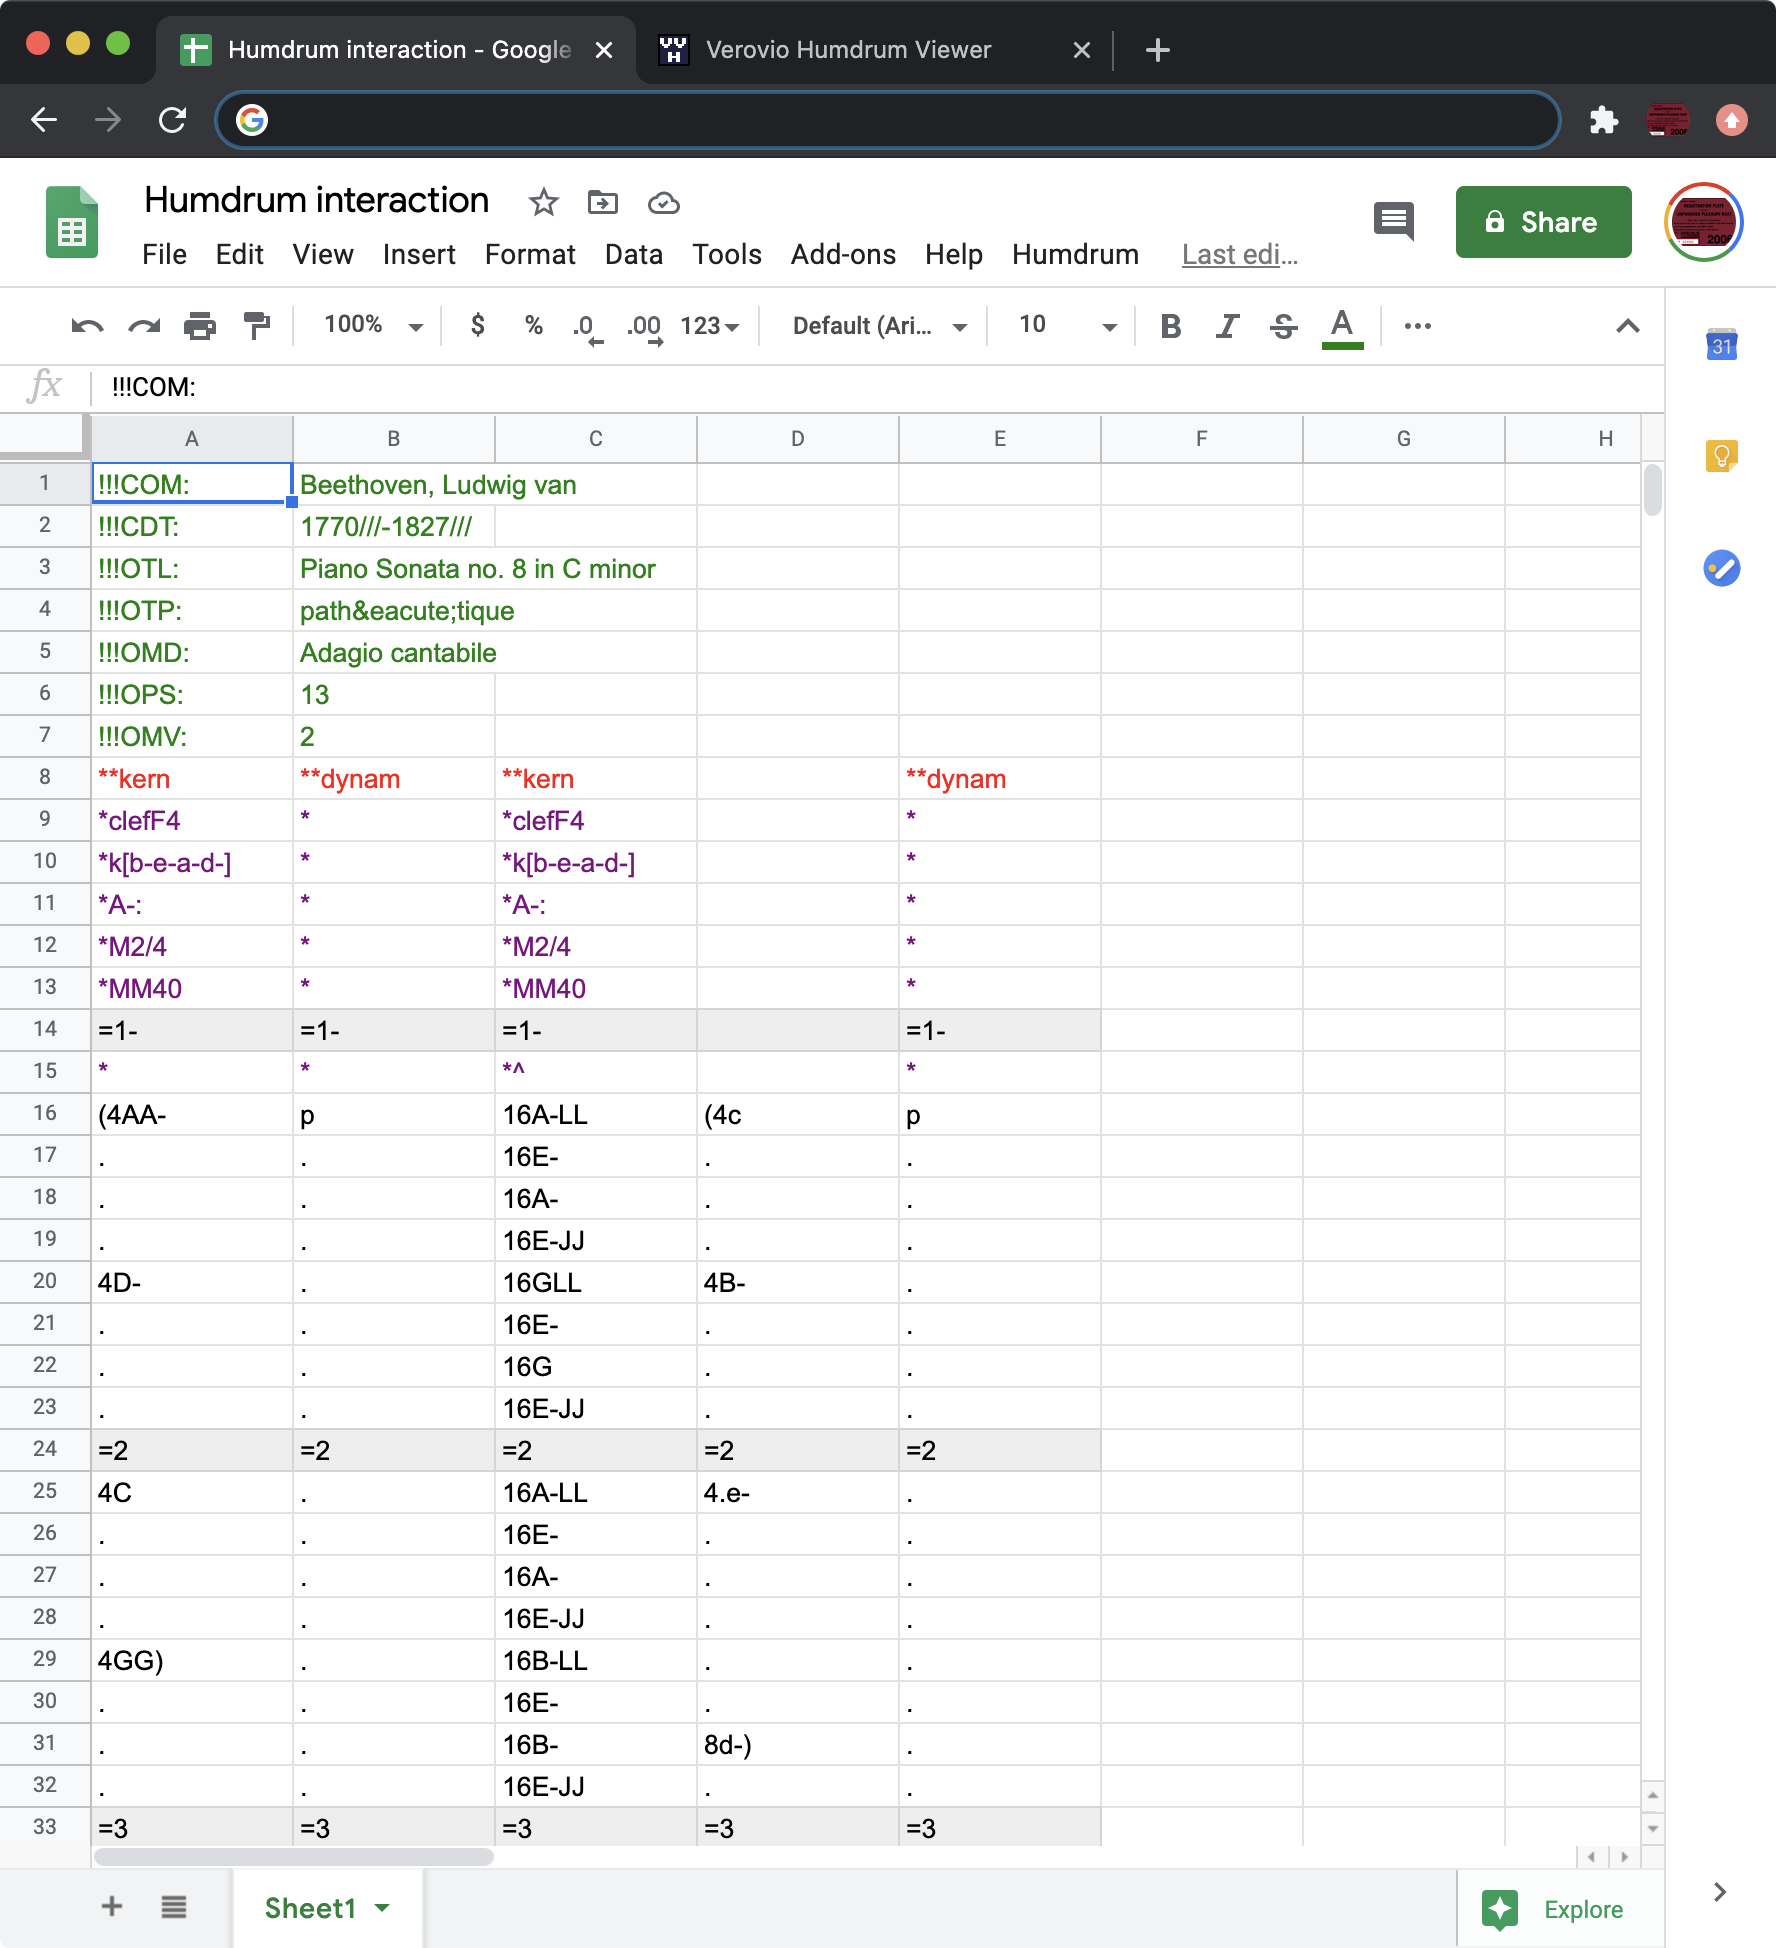 Humdrum interaction - Google
Verovio Humdrum Viewer
Humdrum interaction
File Edit View Insert Format Data Tools Add-ons Help Humdrum Last edi...
Share
100% $ % .0 .00 123 Default (Ari... 10 B I S A
31
fx !!!COM:
A B C D E F G H
1 !!!COM: Beethoven, Ludwig van
2 !!!CDT: 1770///-1827///
3 !!!OTL: Piano Sonata no. 8 in C minor
4 !!!OTP: path&eacute;tique
5 !!!OMD: Adagio cantabile
6 !!!OPS: 13
7 !!!OMV: 2
8 **kern **dynam **kern **dynam
9 *clefF4 * *clefF4 *
10 *k[b-e-a-d-] * *k[b-e-a-d-] *
11 *A-: * *A-: *
12 *M2/4 * *M2/4 *
13 *MM40 * *MM40 *
14 =1- =1- =1- =1-
15 * * *^ *
16 (4AA- p 16A-LL (4c p
17 . . 16E- . .
18 . . 16A- . .
19 . . 16E-JJ . .
20 4D- . 16GLL 4B- .
21 . . 16E- . .
22 . . 16G . .
23 . . 16E-JJ . .
24 =2 =2 =2 =2 =2
25 4C . 16A-LL 4.e- .
26 . . 16E- . .
27 . . 16A- . .
28 . . 16E-JJ . .
29 4GG) . 16B-LL . .
30 . . 16E- . .
31 . . 16B- 8d-) .
32 . . 16E-JJ . .
33 =3 =3 =3 =3 =3
Sheet1
Explore